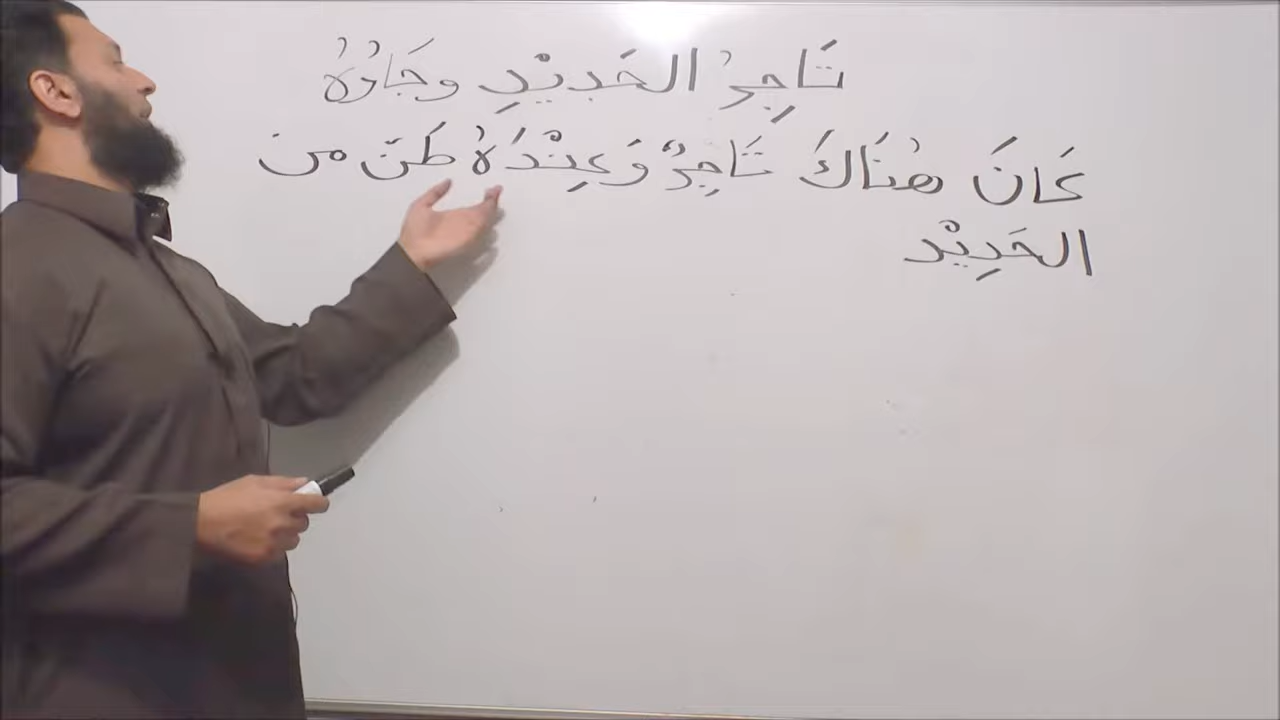 تَاجِرُ الحَدِيْدِ وجَارُهُ
كَانَ هُنَاكَ تَاجِرٌ وَعِنْدَهُ طَنّ من
الحَدِيْد